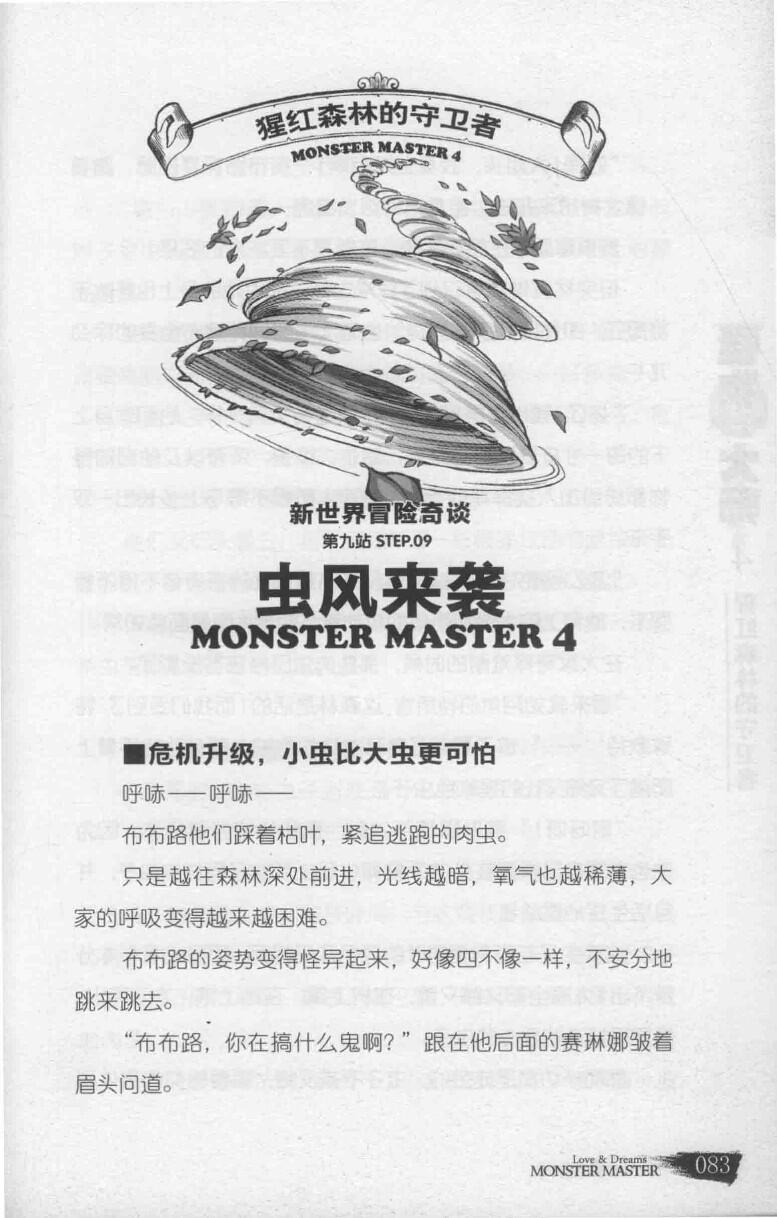 猩红森林的守卫者
MONSTER MASTER 4
新世界冒险奇谈
第九站 STEP.09
虫风来袭
MONSTER MASTER 4
■危机升级，小虫比大虫更可怕
呼哧——呼哧——
布布路他们踩着枯叶，紧追逃跑的肉虫。
只是越往森林深处前进，光线越暗，氧气也越稀薄，大
家的呼吸变得越来越困难。
布布路的姿势变得怪异起来，好像四不像一样，不安分地
跳来跳去。
“布布路，你在搞什么鬼啊？”跟在他后面的赛琳娜皱着
眉头问道。
Love & Dreams
MONSTER MASTER
083